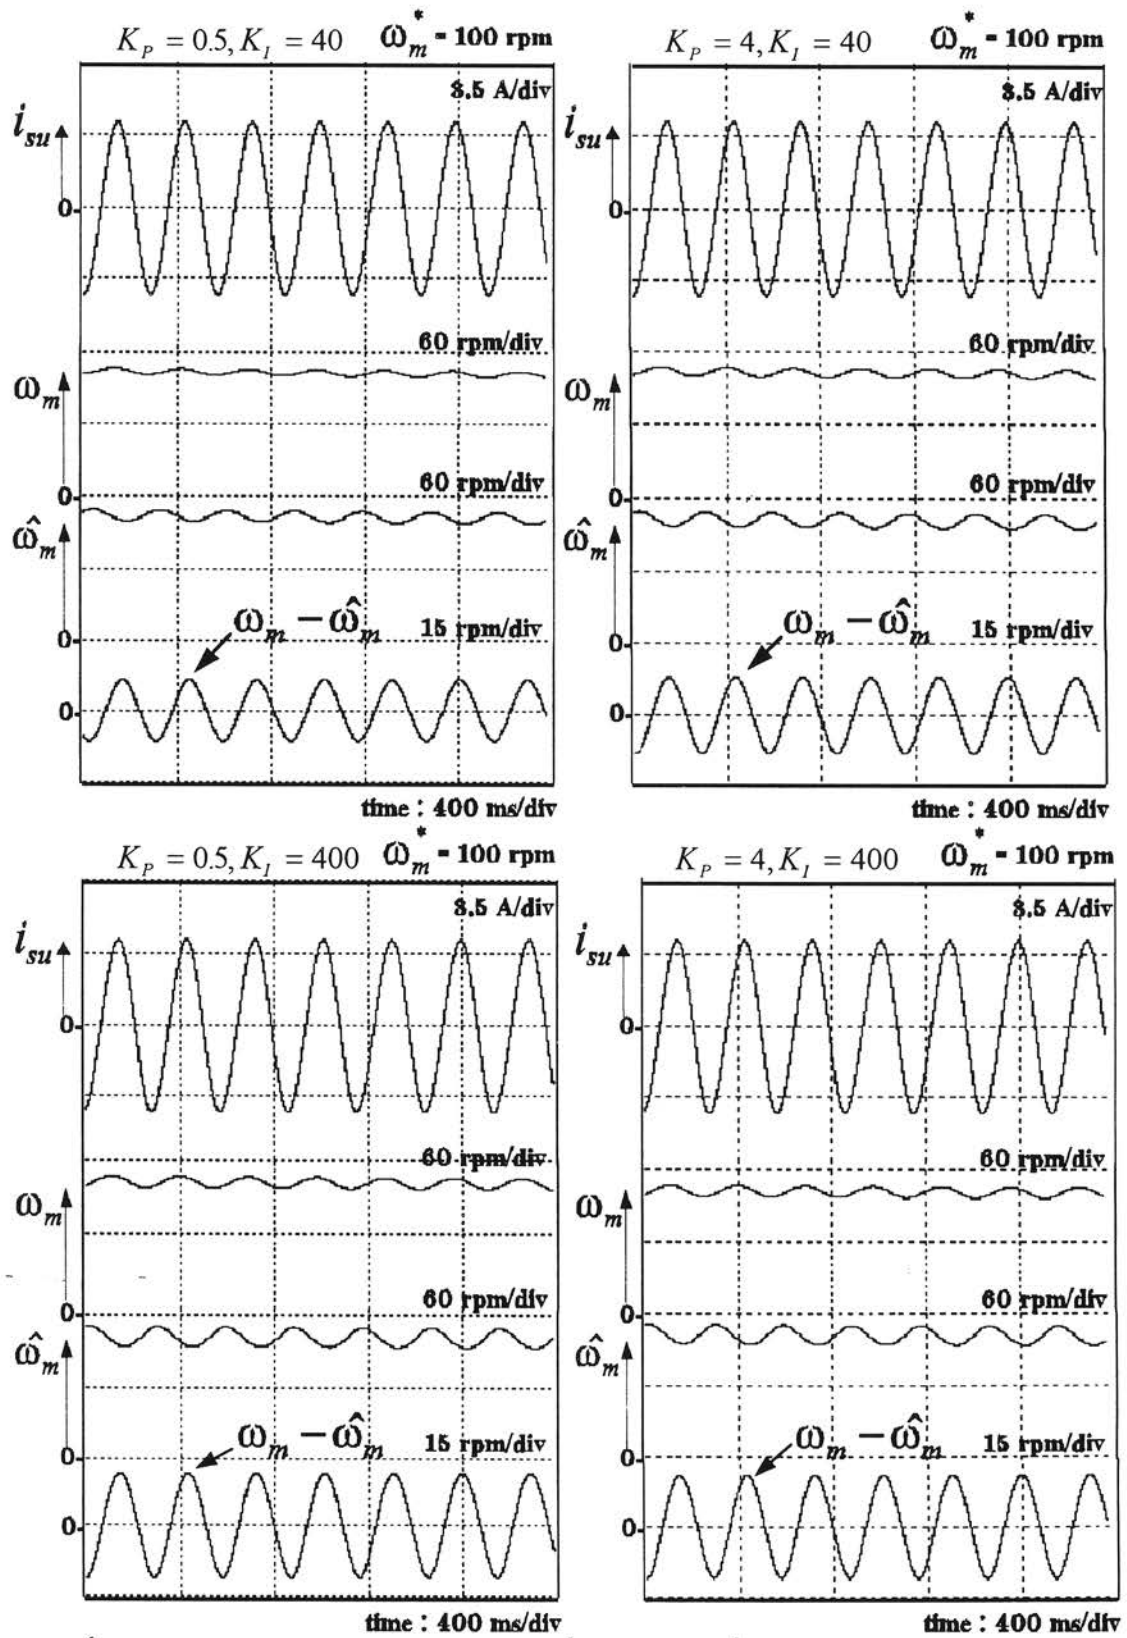 K_P = 0.5, K_I = 40 ω_m^* = 100 rpm
3.5 A/div
i_su
0
60 rpm/div
ω_m
0
60 rpm/div
ω̂_m
ω_m − ω̂_m
15 rpm/div
0
0
time : 400 ms/div
K_P = 4, K_I = 40 ω_m^* = 100 rpm
3.5 A/div
i_su
0
60 rpm/div
ω_m
0
60 rpm/div
ω̂_m
ω_m − ω̂_m
15 rpm/div
0
0
time : 400 ms/div
K_P = 0.5, K_I = 400 ω_m^* = 100 rpm
3.5 A/div
i_su
0
60 rpm/div
ω_m
0
60 rpm/div
ω̂_m
ω_m − ω̂_m
15 rpm/div
0
0
time : 400 ms/div
K_P = 4, K_I = 400 ω_m^* = 100 rpm
3.5 A/div
i_su
0
60 rpm/div
ω_m
0
60 rpm/div
ω̂_m
ω_m − ω̂_m
15 rpm/div
0
0
time : 400 ms/div